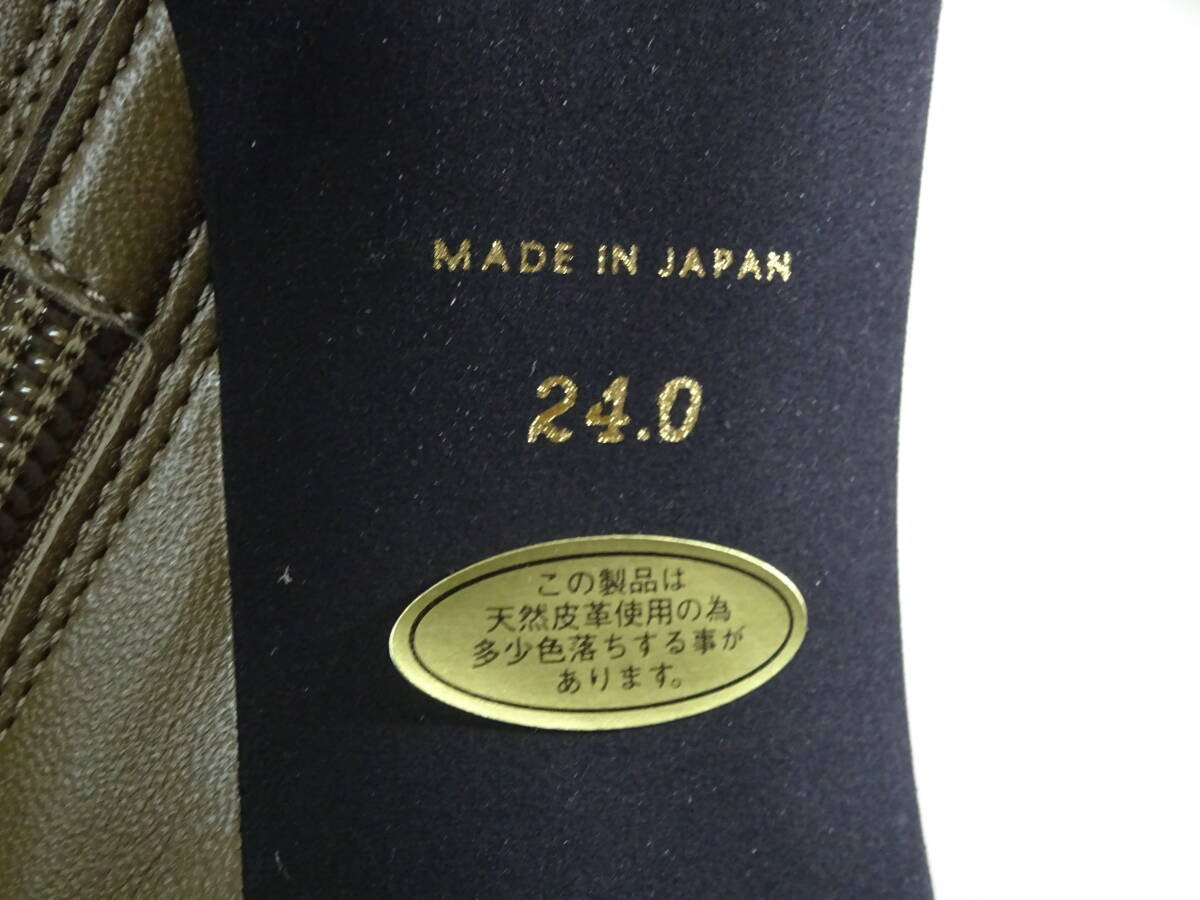 MADE IN JAPAN
24.0
この製品は
天然皮革使用の為
多少色落ちする事が
あります。